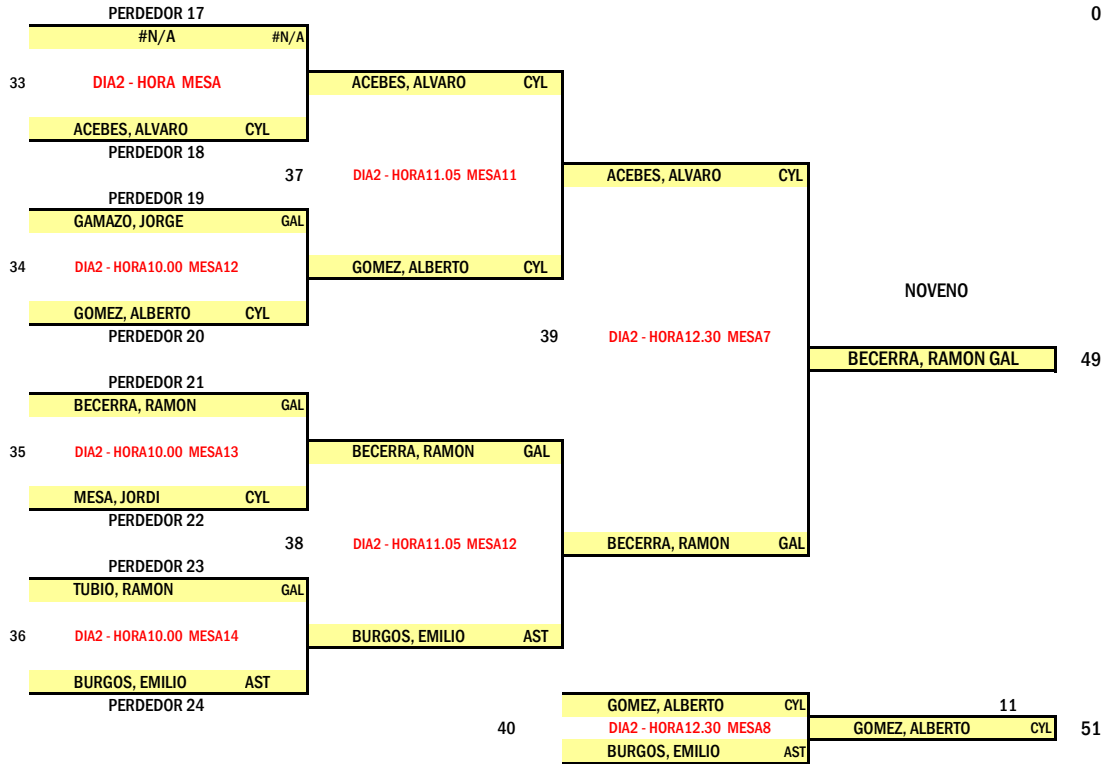 PERDEDOR 17 0
#N/A #N/A
33 DIA2 - HORA MESA ACEBES, ALVARO CYL
ACEBES, ALVARO CYL
PERDEDOR 18
37 DIA2 - HORA11.05 MESA11 ACEBES, ALVARO CYL
PERDEDOR 19
GAMAZO, JORGE GAL
34 DIA2 - HORA10.00 MESA12 GOMEZ, ALBERTO CYL
NOVENO
GOMEZ, ALBERTO CYL
PERDEDOR 20 39 DIA2 - HORA12.30 MESA7
BECERRA, RAMON GAL 49
PERDEDOR 21
BECERRA, RAMON GAL
35 DIA2 - HORA10.00 MESA13 BECERRA, RAMON GAL
MESA, JORDI CYL
PERDEDOR 22
38 DIA2 - HORA11.05 MESA12 BECERRA, RAMON GAL
PERDEDOR 23
TUBIO, RAMON GAL
36 DIA2 - HORA10.00 MESA14 BURGOS, EMILIO AST
BURGOS, EMILIO AST
PERDEDOR 24 GOMEZ, ALBERTO CYL 11
40 DIA2 - HORA12.30 MESA8 GOMEZ, ALBERTO CYL 51
BURGOS, EMILIO AST